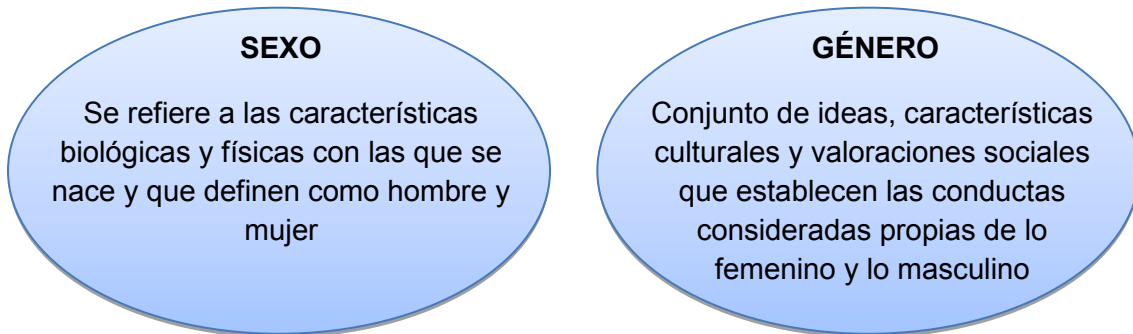 SEXO
Se refiere a las características
biológicas y físicas con las que se
nace y que definen como hombre y
mujer
GÉNERO
Conjunto de ideas, características
culturales y valoraciones sociales
que establecen las conductas
consideradas propias de lo
femenino y lo masculino